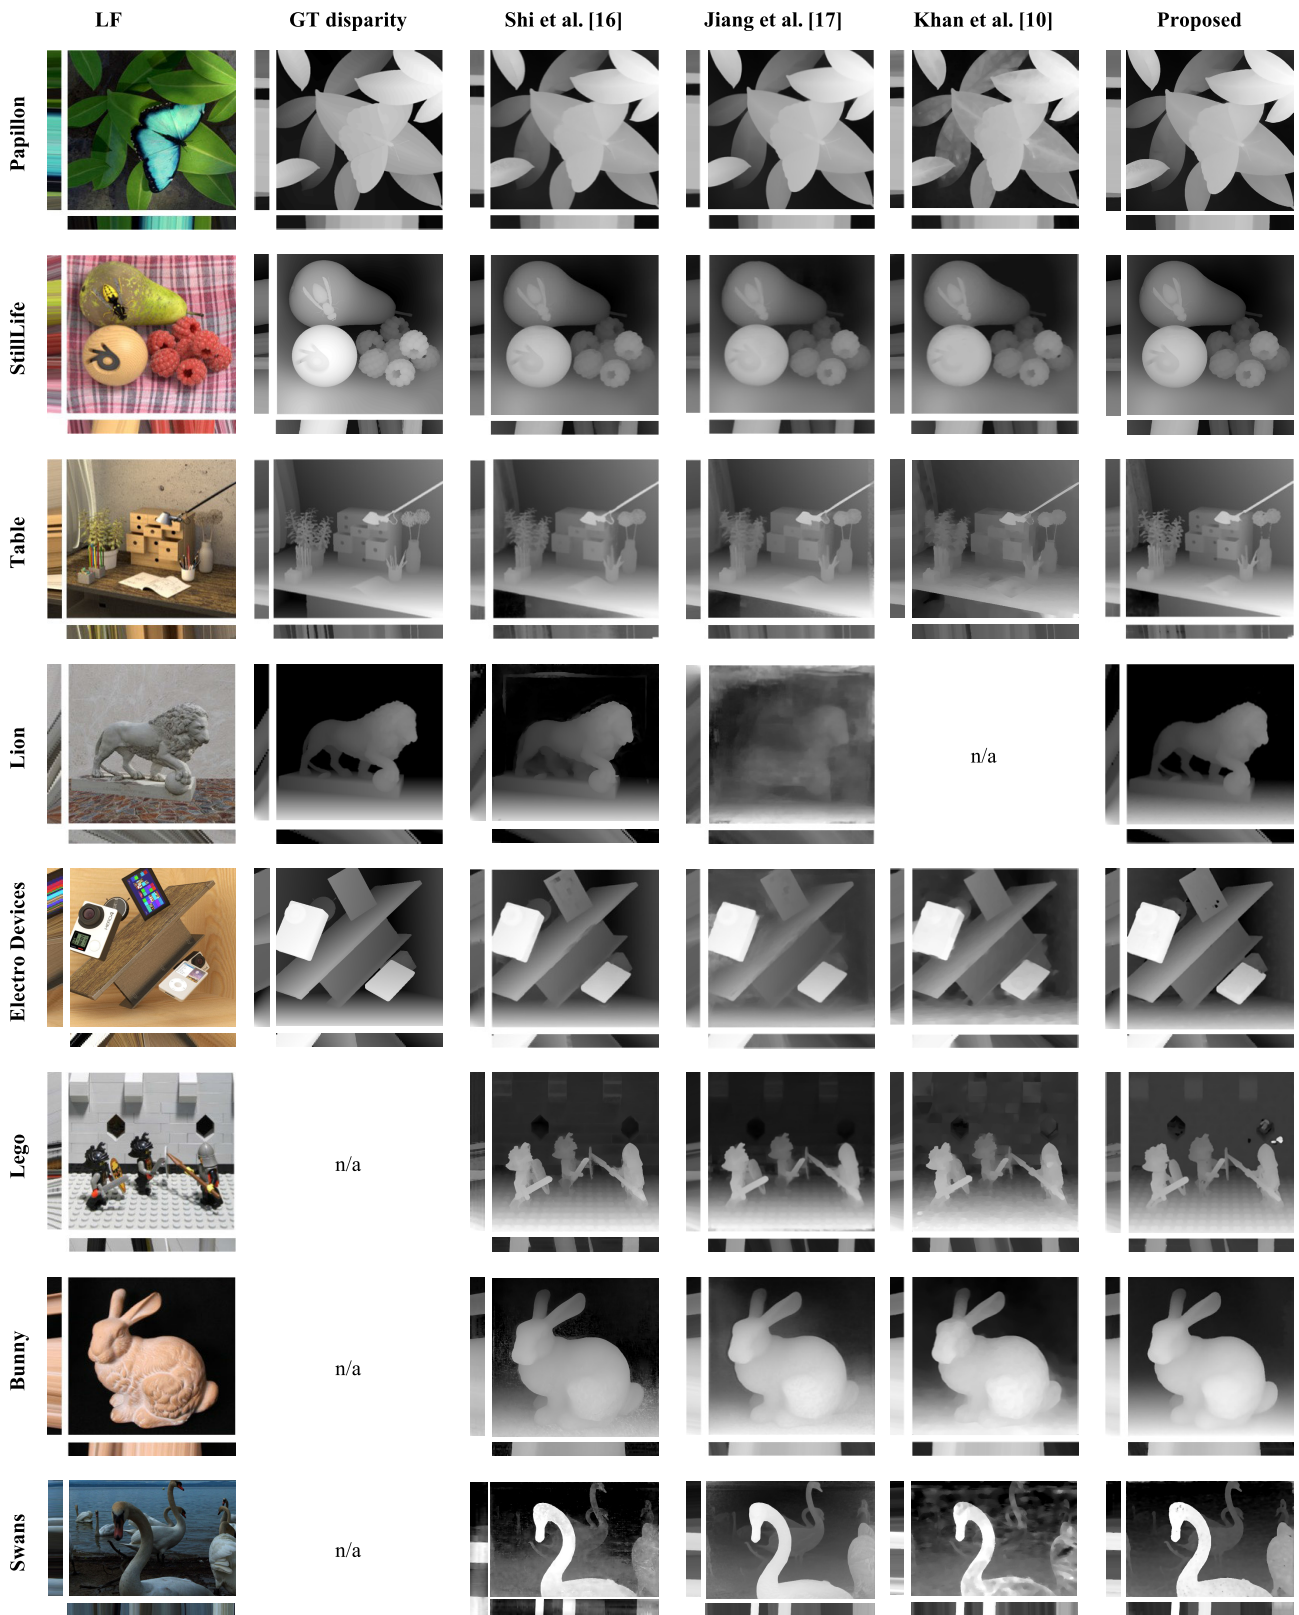 LF GT disparity Shi et al. [16] Jiang et al. [17] Khan et al. [10] Proposed
Papillon
StillLife
Table
Lion
n/a
Electro Devices
Lego
n/a
Bunny
n/a
Swans
n/a